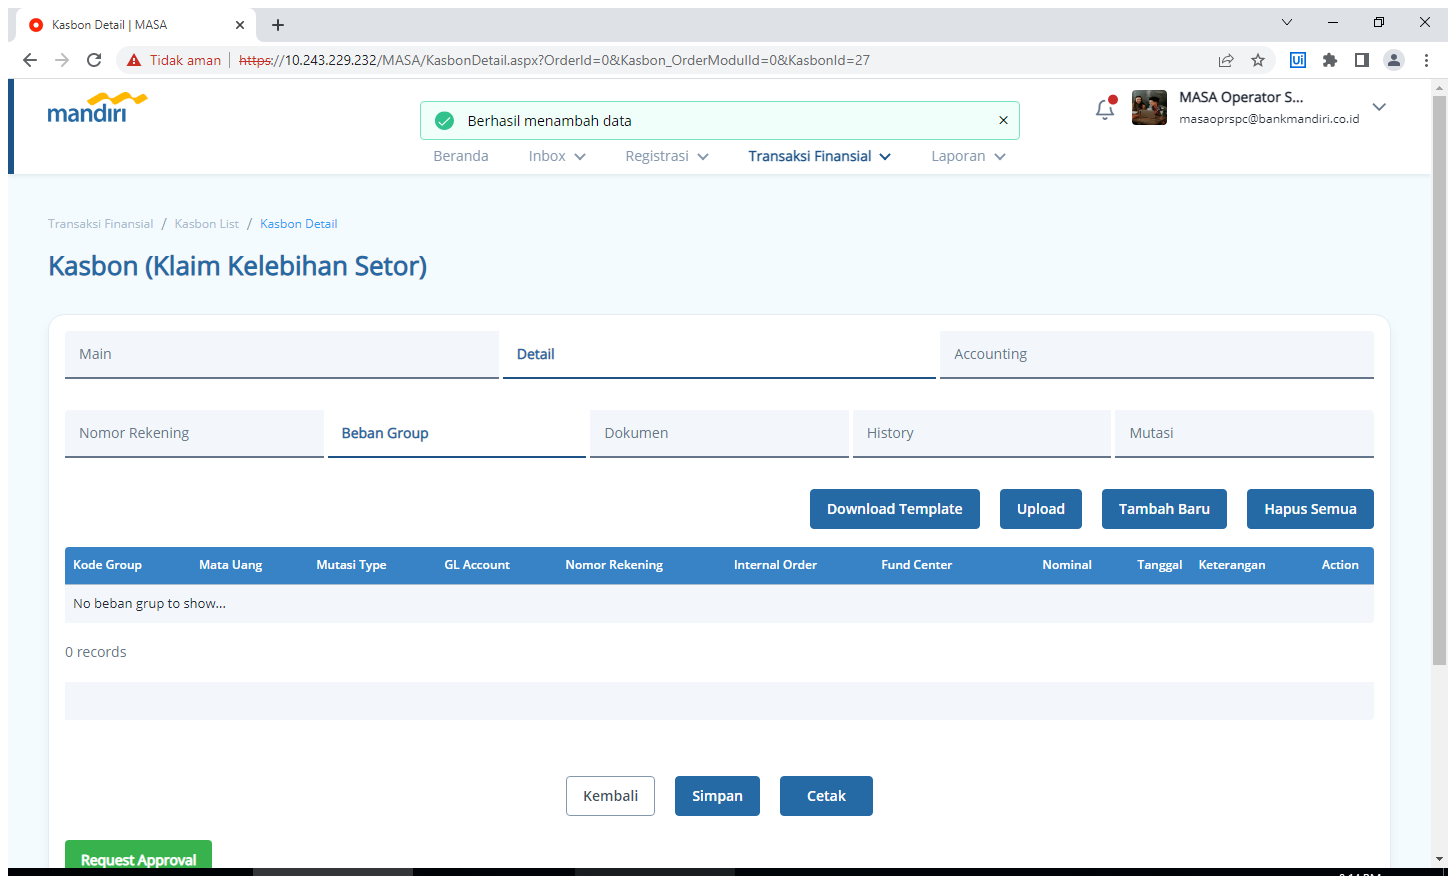 Kasbon Detail | MASA
Tidak aman https://10.243.229.232/MASA/KasbonDetail.aspx?OrderId=0&Kasbon_OrderModulId=0&KasbonId=27
mandiri
Berhasil menambah data
MASA Operator S...
masaoprspc@bankmandiri.co.id
Beranda Inbox Registrasi Transaksi Finansial Laporan
Transaksi Finansial / Kasbon List / Kasbon Detail
Kasbon (Klaim Kelebihan Setor)
Main Detail Accounting
Nomor Rekening Beban Group Dokumen History Mutasi
Download Template Upload Tambah Baru Hapus Semua
Kode Group Mata Uang Mutasi Type GL Account Nomor Rekening Internal Order Fund Center Nominal Tanggal Keterangan Action
No beban grup to show...
0 records
Kembali Simpan Cetak
Request Approval